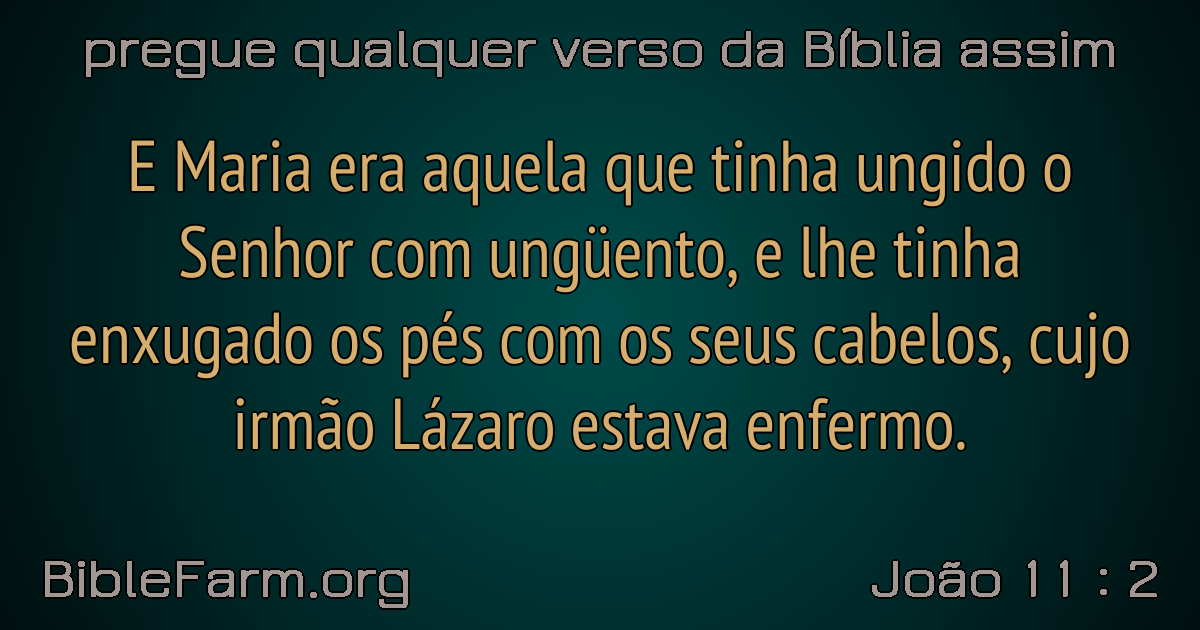 pregue qualquer verso da Bíblia assim
E Maria era aquela que tinha ungido o
Senhor com ungüento, e lhe tinha
enxugado os pés com os seus cabelos, cujo
irmão Lázaro estava enfermo.
BibleFarm.org
João 11 : 2